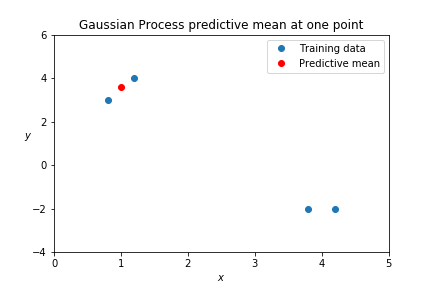 Gaussian Process predictive mean at one point
Training data
Predictive mean
6
4
2
0
−2
−4
y
0
1
2
3
4
5
x